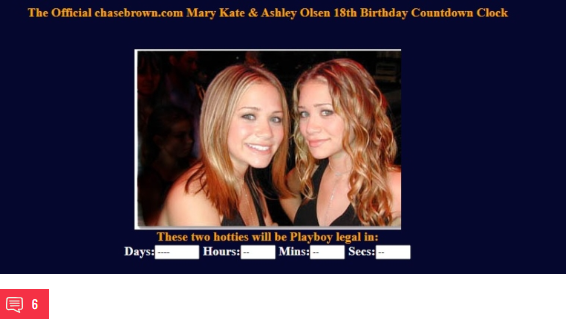 The Official chasebrown.com Mary Kate & Ashley Olsen 18th Birthday Countdown Clock
These two hotties will be Playboy legal in:
Days:---- Hours:-- Mins:-- Secs:--
6